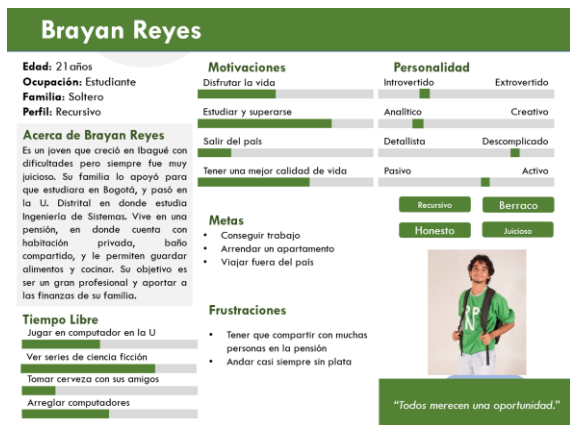 Brayan Reyes
Edad: 21años
Ocupación: Estudiante
Familia: Soltero
Perfil: Recursivo
Acerca de Brayan Reyes
Es un joven que creció en Ibagué con
dificultades pero siempre fue muy
juicioso. Su familia lo apoyó para
que estudiara en Bogotá, y pasó en
la U. Distrital en donde estudia
Ingeniería de Sistemas. Vive en una
pensión, en donde cuenta con
habitación privada, baño
compartido, y le permiten guardar
alimentos y cocinar. Su objetivo es
ser un gran profesional y aportar a
las finanzas de su familia.
Tiempo Libre
Jugar en computador en la U
Ver series de ciencia ficción
Tomar cerveza con sus amigos
Arreglar computadores
Motivaciones
Disfrutar la vida
Estudiar y superarse
Salir del país
Tener una mejor calidad de vida
Metas
• Conseguir trabajo
• Arrendar un apartamento
• Viajar fuera del país
Frustraciones
• Tener que compartir con muchas
personas en la pensión
• Andar casi siempre sin plata
Personalidad
Introvertido Extrovertido
Analítico Creativo
Detallista Descomplicado
Pasivo Activo
Recursivo Berraco
Honesto Juicioso
“Todos merecen una oportunidad.”